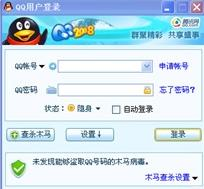 QQ用户登录
QQ2008
腾讯网
群聚精彩 共享盛事
QQ帐号 申请帐号
QQ密码 忘了密码?
状态: 隐身 自动登录
查杀木马 设置 登录
未发现能够盗取QQ号码的木马病毒。
木马查杀设置